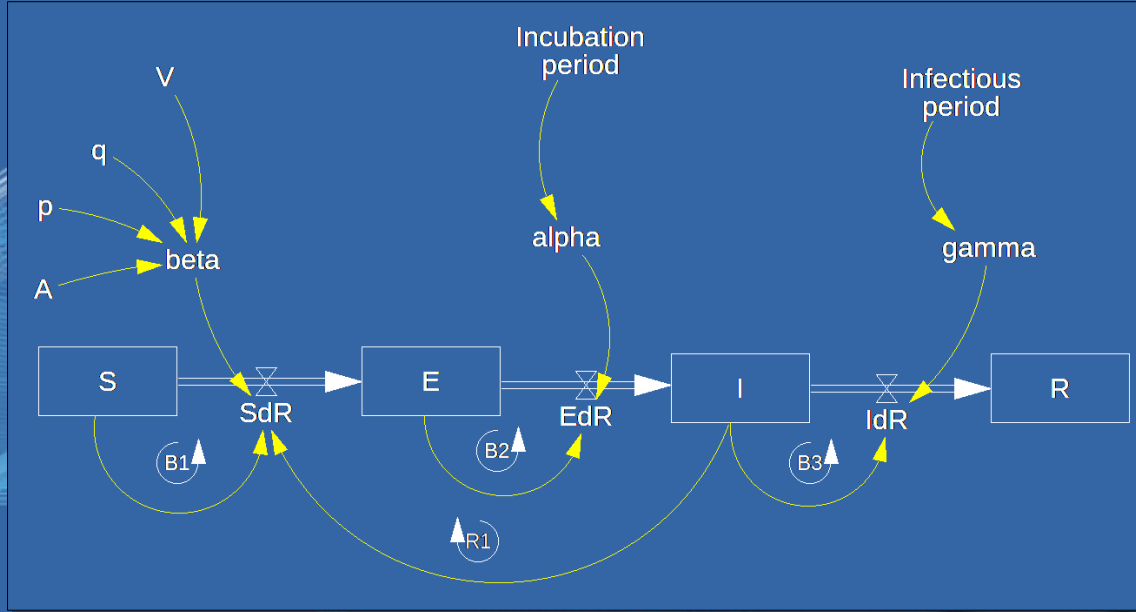 Incubation
period
V
Infectious
period
q
p
alpha
gamma
beta
A
S
E
I
R
SdR
EdR
IdR
B1
B2
B3
R1